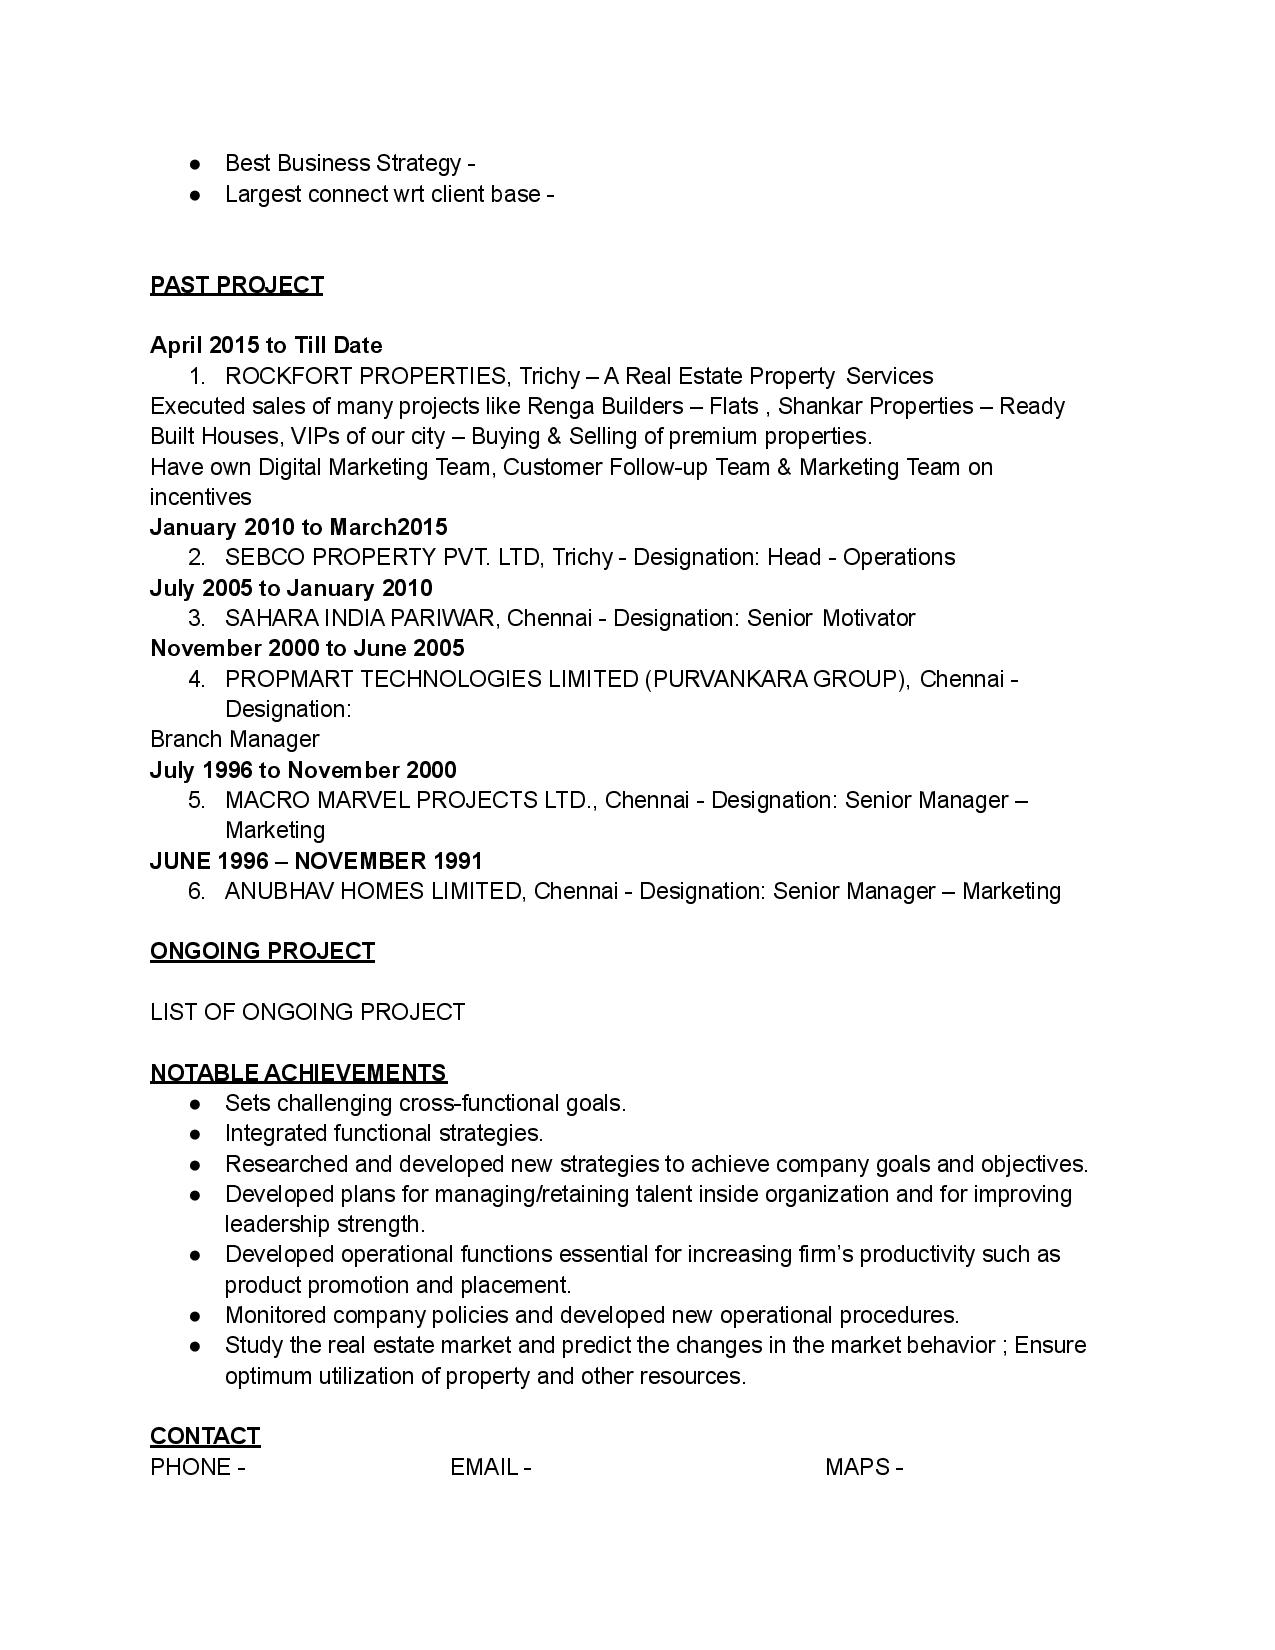 ● Best Business Strategy -
● Largest connect wrt client base -
PAST PROJECT
April 2015 to Till Date
1. ROCKFORT PROPERTIES, Trichy – A Real Estate Property Services
Executed sales of many projects like Renga Builders – Flats , Shankar Properties – Ready
Built Houses, VIPs of our city – Buying & Selling of premium properties.
Have own Digital Marketing Team, Customer Follow-up Team & Marketing Team on
incentives
January 2010 to March2015
2. SEBCO PROPERTY PVT. LTD, Trichy - Designation: Head - Operations
July 2005 to January 2010
3. SAHARA INDIA PARIWAR, Chennai - Designation: Senior Motivator
November 2000 to June 2005
4. PROPMART TECHNOLOGIES LIMITED (PURVANKARA GROUP), Chennai -
Designation:
Branch Manager
July 1996 to November 2000
5. MACRO MARVEL PROJECTS LTD., Chennai - Designation: Senior Manager –
Marketing
JUNE 1996 – NOVEMBER 1991
6. ANUBHAV HOMES LIMITED, Chennai - Designation: Senior Manager – Marketing
ONGOING PROJECT
LIST OF ONGOING PROJECT
NOTABLE ACHIEVEMENTS
● Sets challenging cross-functional goals.
● Integrated functional strategies.
● Researched and developed new strategies to achieve company goals and objectives.
● Developed plans for managing/retaining talent inside organization and for improving
leadership strength.
● Developed operational functions essential for increasing firm’s productivity such as
product promotion and placement.
● Monitored company policies and developed new operational procedures.
● Study the real estate market and predict the changes in the market behavior ; Ensure
optimum utilization of property and other resources.
CONTACT
PHONE - EMAIL - MAPS -